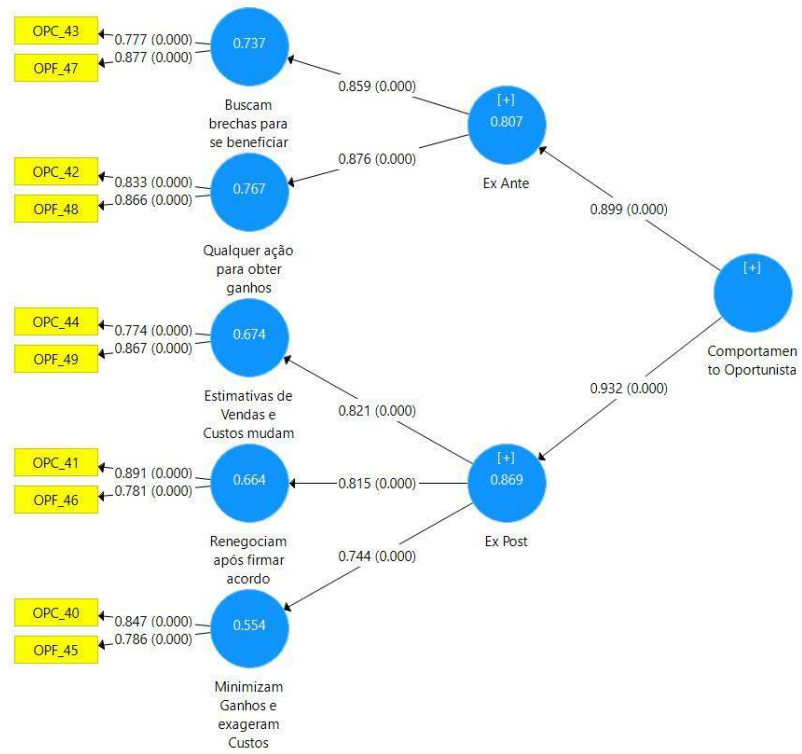 OPC_43
0.777 (0.000)
0.877 (0.000)
OPF_47
0.737
Buscam
brechas para
se beneficiar
0.859 (0.000)
[+]
0.807
Ex Ante
OPC_42
0.833 (0.000)
0.866 (0.000)
OPF_48
0.767
Qualquer ação
para obter
ganhos
0.876 (0.000)
0.899 (0.000)
[+]
Comportamen
to Oportunista
OPC_44
0.774 (0.000)
0.867 (0.000)
OPF_49
0.674
Estimativas de
Vendas e
Custos mudam
0.821 (0.000)
0.932 (0.000)
OPC_41
0.891 (0.000)
0.781 (0.000)
OPF_46
0.664
Renegociam
após firmar
acordo
0.815 (0.000)
[+]
0.869
Ex Post
0.744 (0.000)
OPC_40
0.847 (0.000)
0.786 (0.000)
OPF_45
0.554
Minimizam
Ganhos e
exageram
Custos